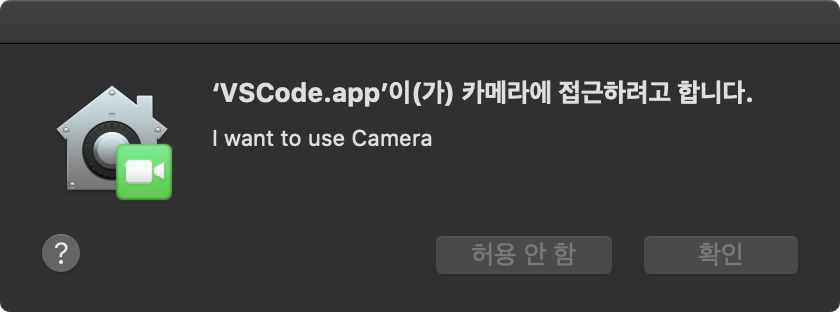 ‘VSCode.app’이(가) 카메라에 접근하려고 합니다.
I want to use Camera
?
허용 안 함
확인